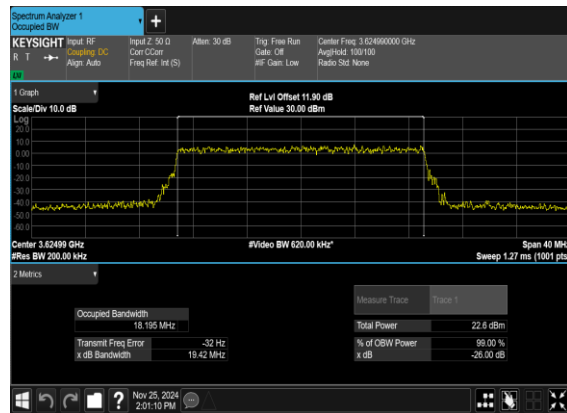 Spectrum Analyzer 1
Occupied BW
+
KEYSIGHT Input: RF Input Z: 50 Ω Atten: 30 dB Trig: Free Run Center Freq: 3.624990000 GHz
R T Coupling: DC Corr CCorr Gate: Off Avg|Hold: 100/100
Align: Auto Freq Ref: Int (S) #IF Gain: Low Radio Std: None
LW
1 Graph Ref Lvl Offset 11.90 dB
Scale/Div 10.0 dB Ref Value 30.00 dBm
Log
20.0
10.0
0.00
-10.0
-20.0
-30.0
-40.0
-50.0
-60.0
Center 3.62499 GHz #Video BW 620.00 kHz* Span 40 MHz
#Res BW 200.00 kHz Sweep 1.27 ms (1001 pts
2 Metrics
Measure Trace Trace 1
Occupied Bandwidth
18.195 MHz Total Power 22.6 dBm
Transmit Freq Error -32 Hz % of OBW Power 99.00 %
x dB Bandwidth 19.42 MHz x dB -26.00 dB
? Nov 25, 2024
2:01:10 PM